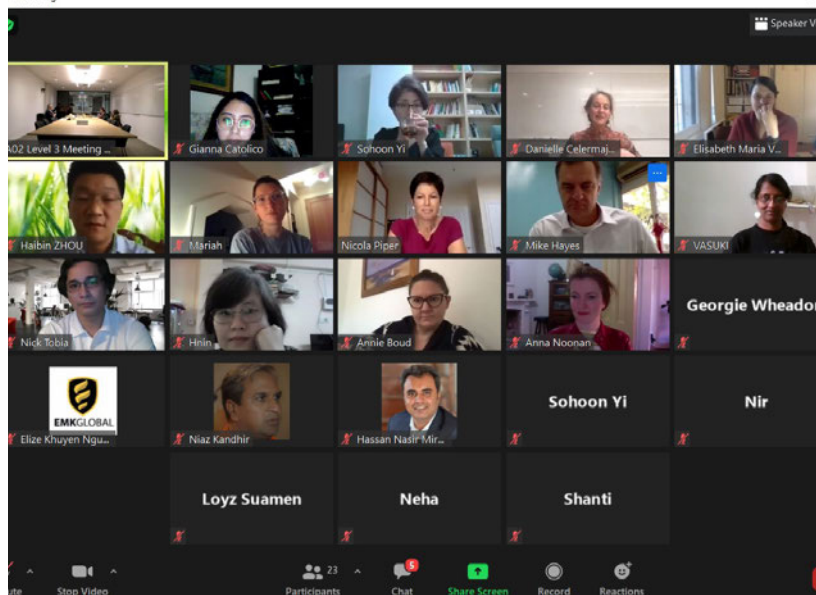 Speaker V
A02 Level 3 Meeting ...
Gianna Catolico
Sohoon Yi
Danielle Celermaj...
Elisabeth Maria V...
Haibin ZHOU
Mariah
Nicola Piper
Mike Hayes
VASUKI
Nick Tobia
Hnin
Annie Boud
Anna Noonan
Georgie Wheadon
EMKGLOBAL
Elize Khuyen Ngu...
Niaz Kandhir
Hassan Nasir Mir...
Sohoon Yi
Nir
Loyz Suamen
Neha
Shanti
ute
Stop Video
23
Participants
5
Chat
Share Screen
Record
Reactions